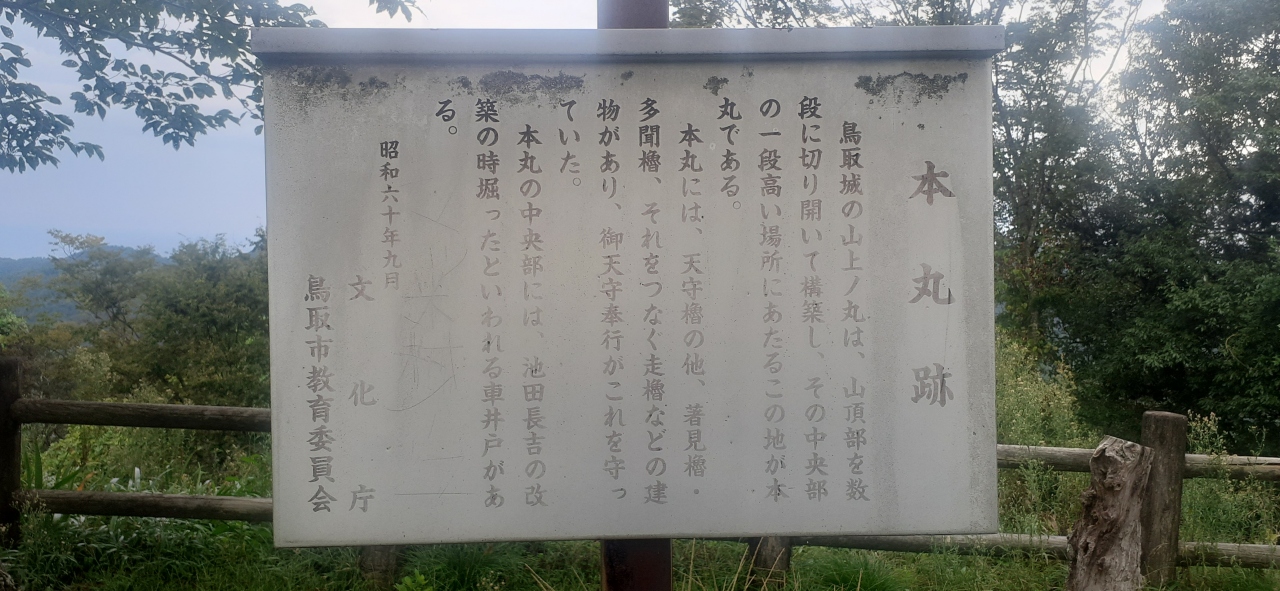 本丸跡
鳥取城の山上ノ丸は、山頂部を数
段に切り開いて構築し、その中央部
の一段高い場所にあたるこの地が本
丸である。
本丸には、天守櫓の他、著見櫓・
多聞櫓、それをつなぐ走櫓などの建
物があり、御天守奉行がこれを守っ
ていた。
本丸の中央部には、池田長吉の改
築の時堀ったといわれる車井戸があ
る。
昭和六十年九月
文化庁
鳥取市教育委員会